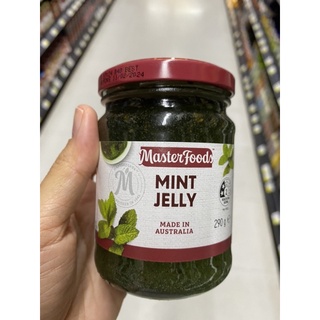 MasterFoods
M
MINT
JELLY
MADE IN
AUSTRALIA
290 g